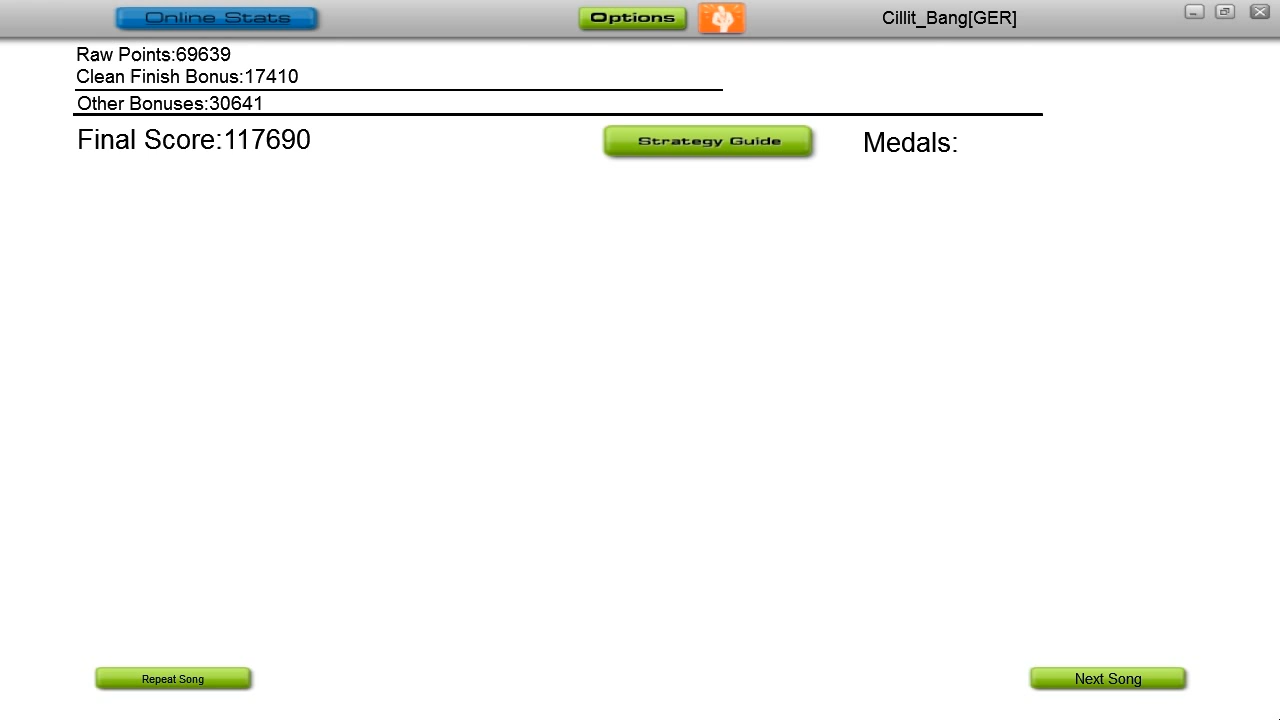 Online Stats
Options
Cillit_Bang[GER]
Raw Points:69639
Clean Finish Bonus:17410
Other Bonuses:30641
Final Score:117690
Strategy Guide
Medals:
Repeat Song
Next Song